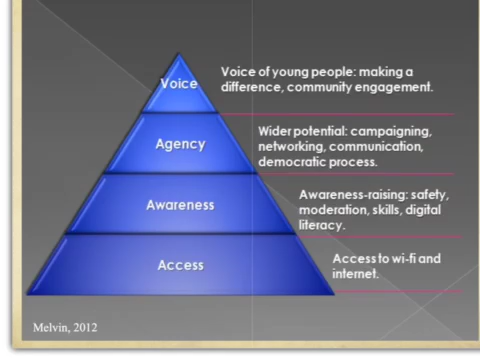 Voice
Voice of young people: making a
difference, community engagement.
Agency
Wider potential: campaigning,
networking, communication,
democratic process.
Awareness
Awareness-raising: safety,
moderation, skills, digital
literacy.
Access
Access to wi-fi and
internet.
Melvin, 2012